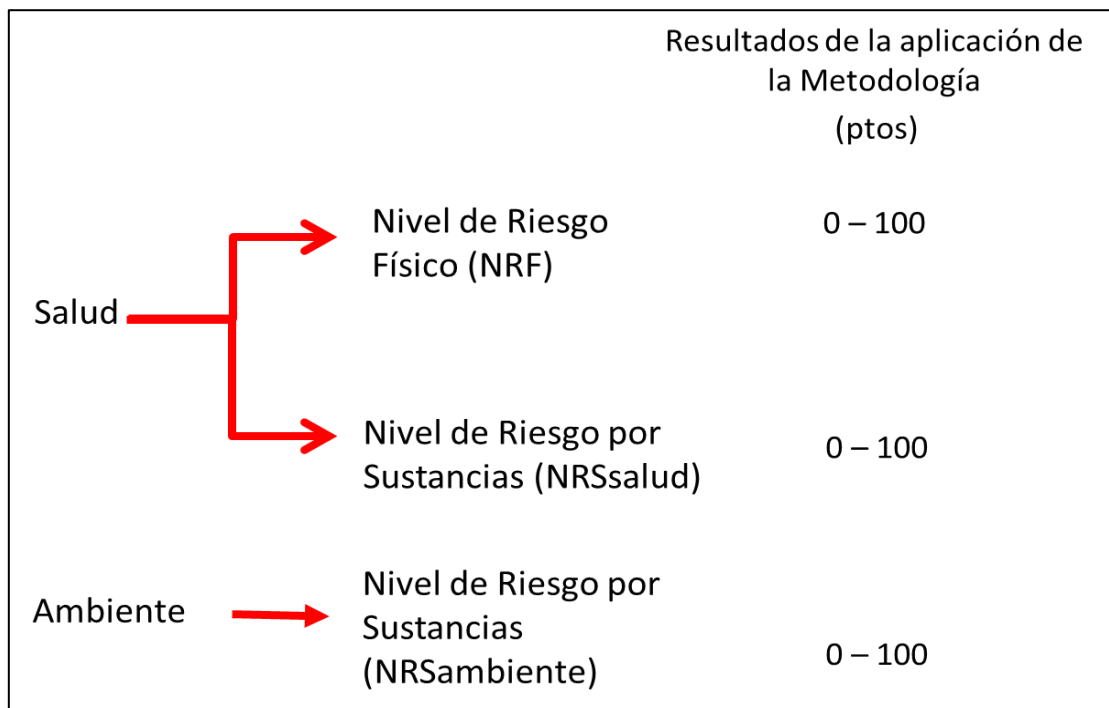 Resultados de la aplicación de
la Metodología
(ptos)
Nivel de Riesgo
Físico (NRF)
0 – 100
Salud
Nivel de Riesgo por
Sustancias (NRSsalud)
0 – 100
Ambiente
Nivel de Riesgo por
Sustancias
(NRSambiente)
0 – 100